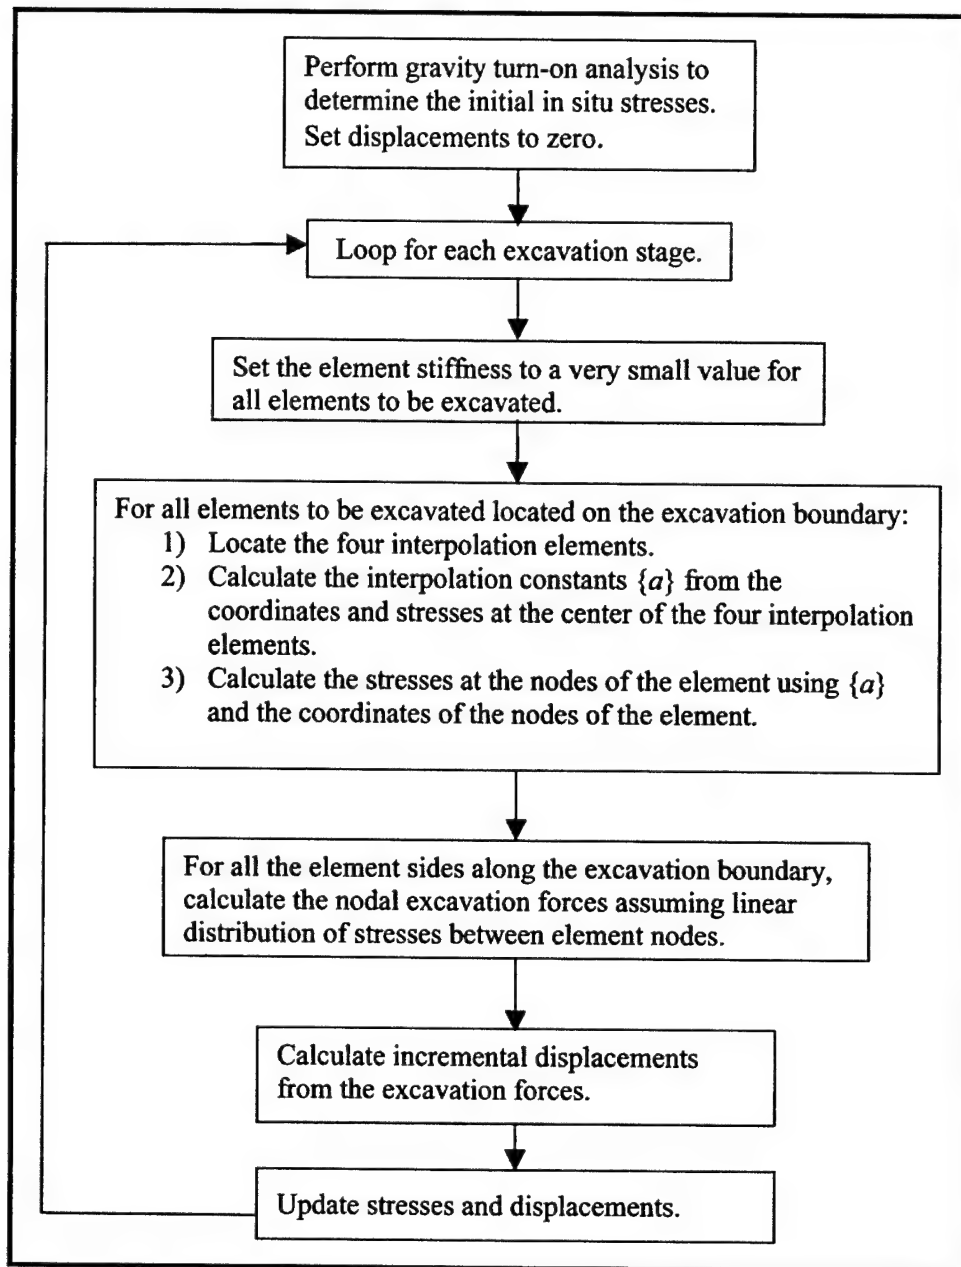 Perform gravity turn-on analysis to
determine the initial in situ stresses.
Set displacements to zero.
Loop for each excavation stage.
Set the element stiffness to a very small value for
all elements to be excavated.
For all elements to be excavated located on the excavation boundary:
1) Locate the four interpolation elements.
2) Calculate the interpolation constants {a} from the
coordinates and stresses at the center of the four interpolation
elements.
3) Calculate the stresses at the nodes of the element using {a}
and the coordinates of the nodes of the element.
For all the element sides along the excavation boundary,
calculate the nodal excavation forces assuming linear
distribution of stresses between element nodes.
Calculate incremental displacements
from the excavation forces.
Update stresses and displacements.